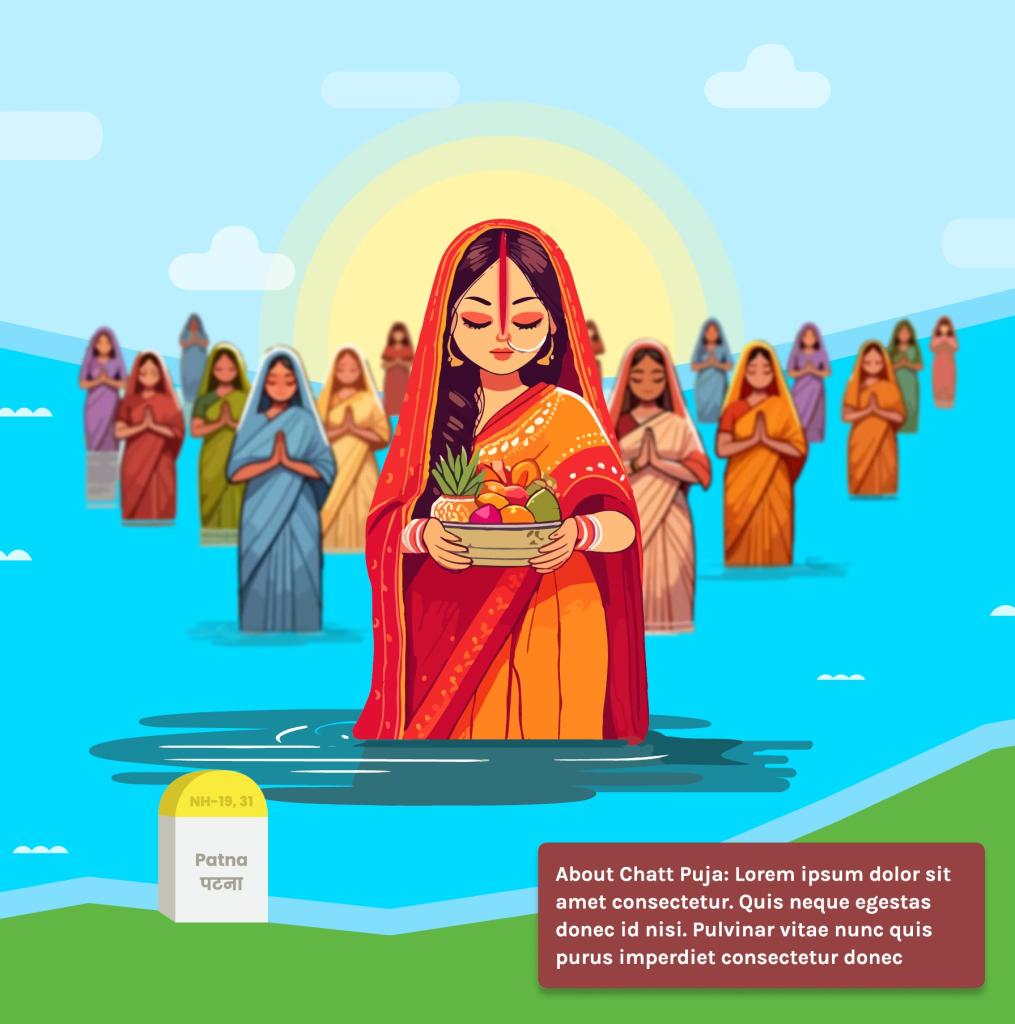 NH-19, 31
Patna
पटना
About Chatt Puja: Lorem ipsum dolor sit
amet consectetur. Quis neque egestas
donec id nisi. Pulvinar vitae nunc quis
purus imperdiet consectetur donec